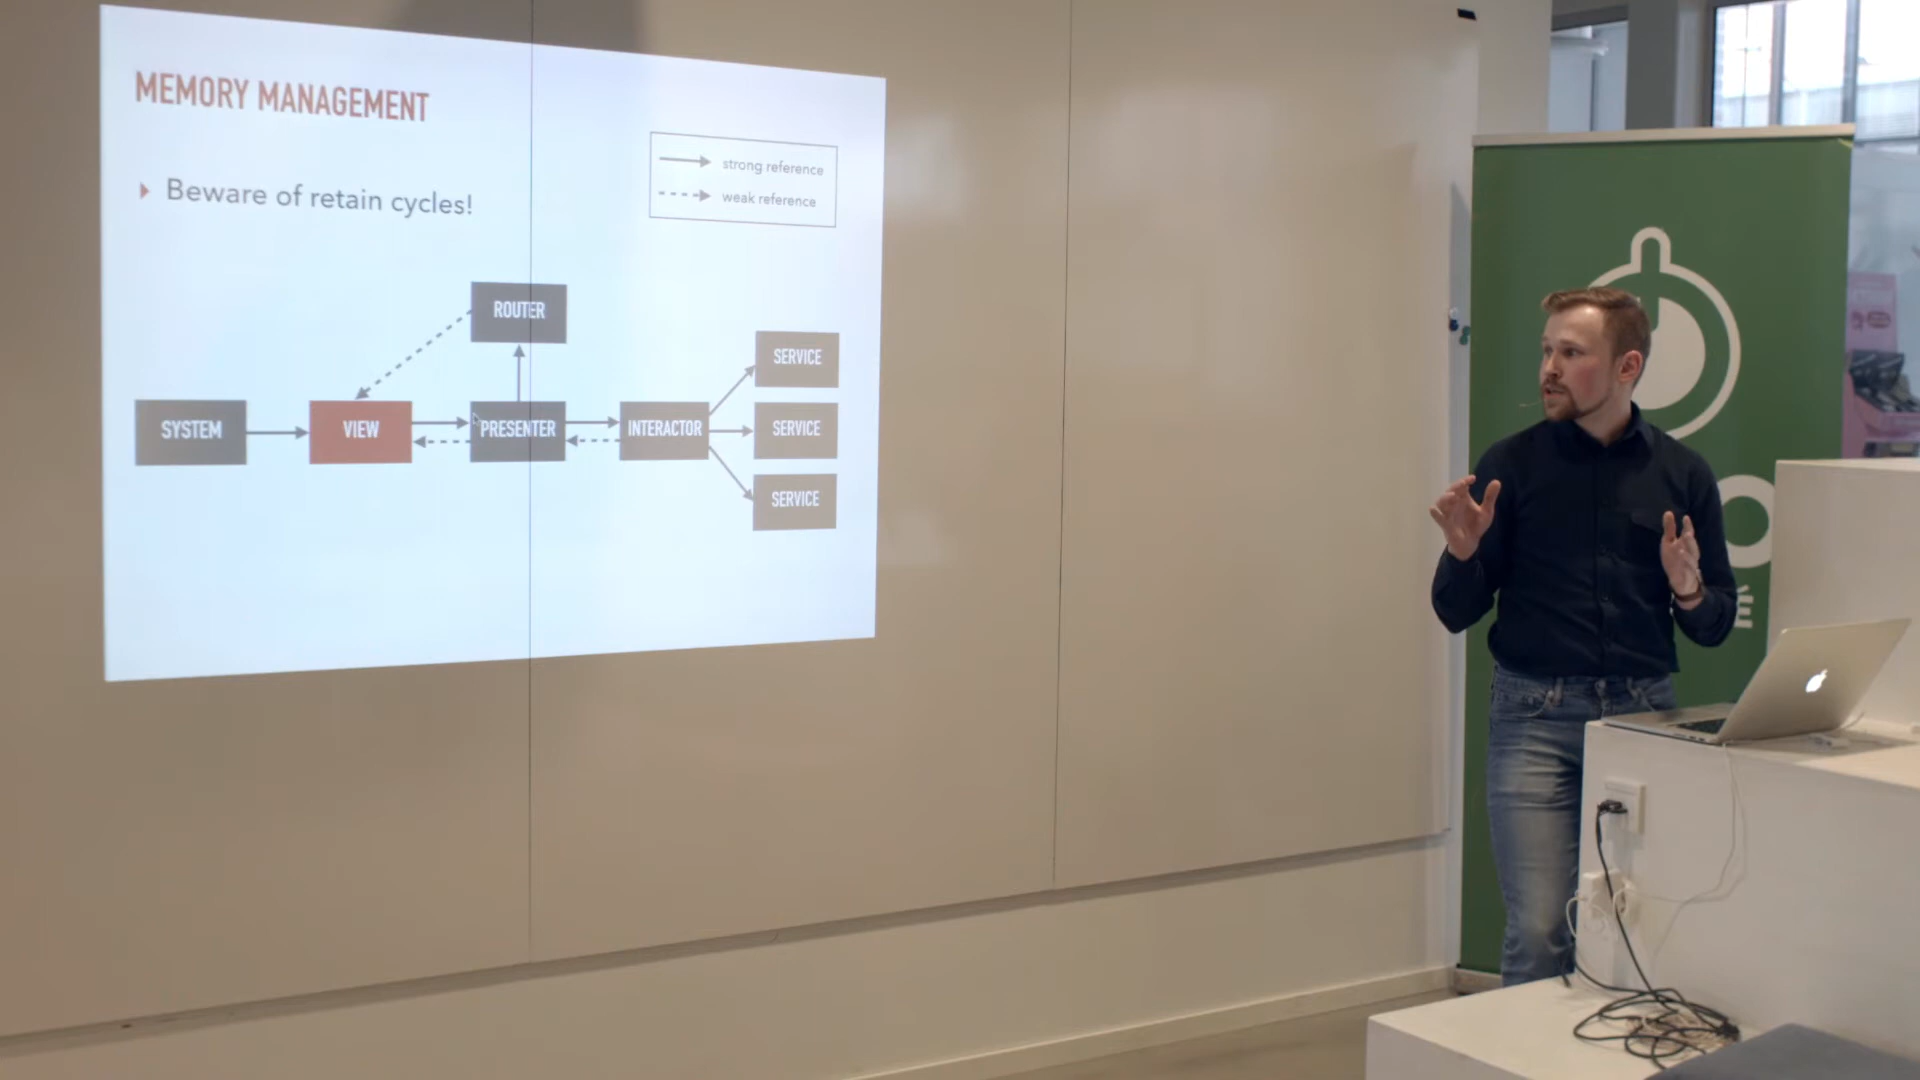 MEMORY MANAGEMENT
Beware of retain cycles!
strong reference
weak reference
ROUTER
SERVICE
SYSTEM
VIEW
PRESENTER
INTERACTOR
SERVICE
SERVICE